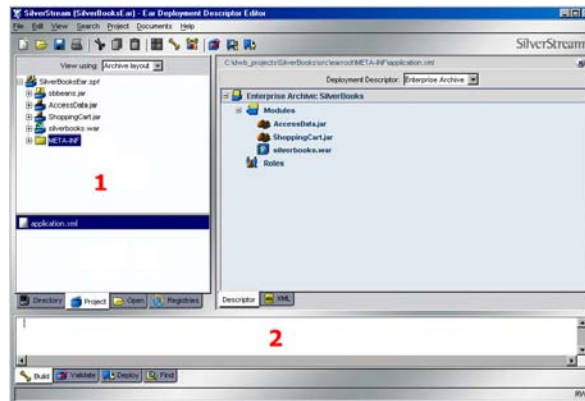 SilverStream (SilverBooksEar) - Ear Deployment Descriptor Editor
File Edit View Search Project Documents Help
SilverStream
View using: Archive layout
SilverBooksEar.spf
sbbeans.jar
AccessData.jar
ShoppingCart.jar
silverbooks.war
META-INF
1
application.xml
Directory Project Open Registries
C:\dwb_projects\SilverBooks\src\earroot\META-INF\application.xml
Deployment Descriptor: Enterprise Archive
Enterprise Archive: SilverBooks
Modules
AccessData.jar
ShoppingCart.jar
silverbooks.war
Roles
Descriptor XML
2
Build Validate Deploy Find